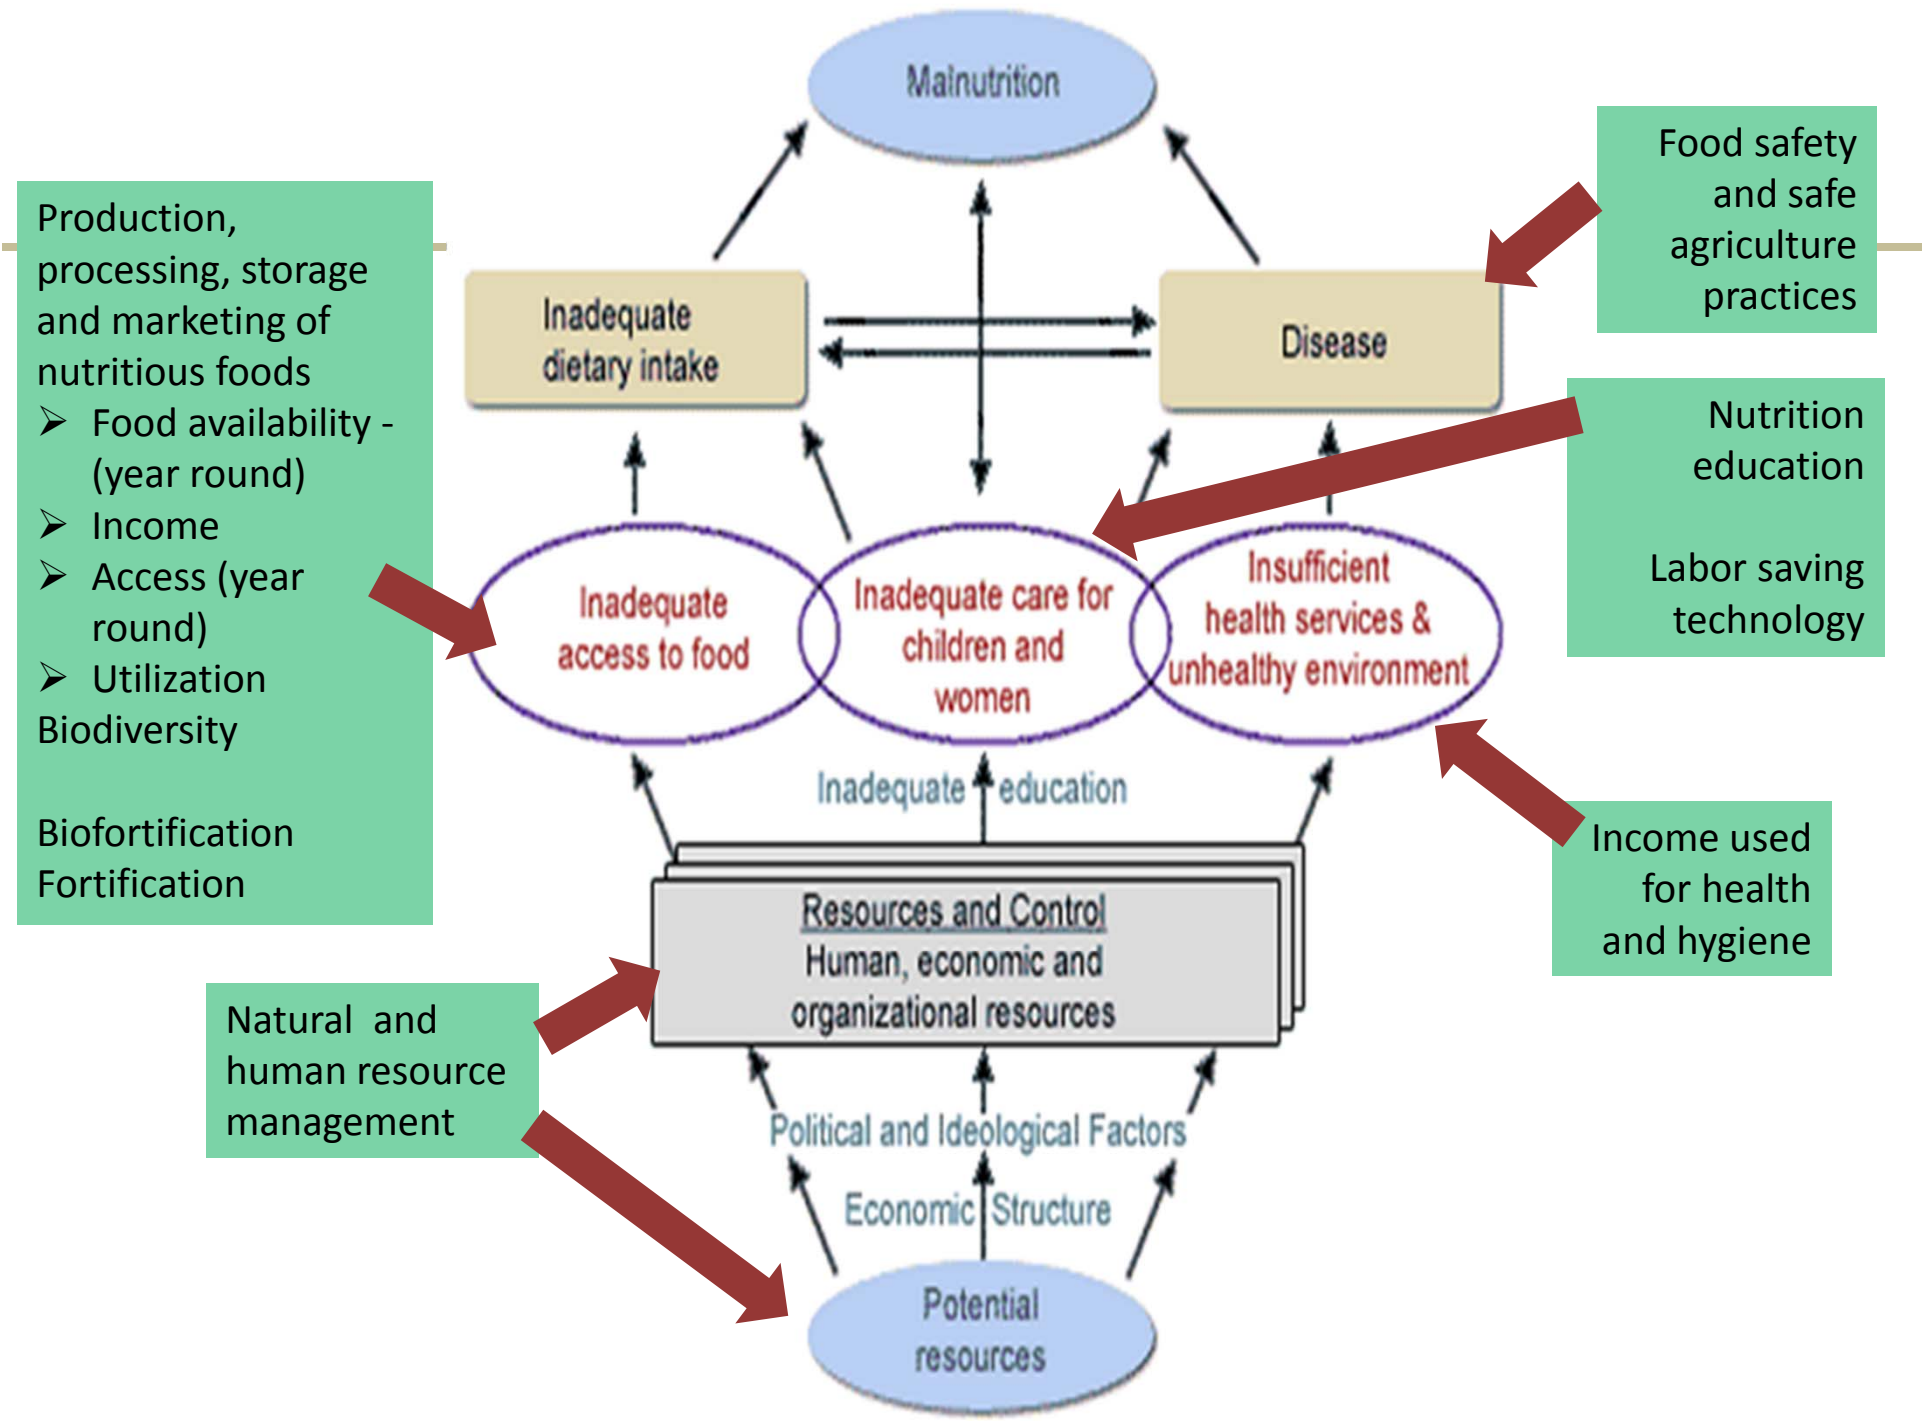 Malnutrition
Food safety
and safe
agriculture
practices
Production,
processing, storage
and marketing of
nutritious foods
➢ Food availability -
(year round)
➢ Income
➢ Access (year
round)
➢ Utilization
Biodiversity
Biofortification
Fortification
Inadequate
dietary intake
Disease
Nutrition
education
Labor saving
technology
Inadequate
access to food
Inadequate care for
children and
women
Insufficient
health services &
unhealthy environment
Inadequate education
Income used
for health
and hygiene
Resources and Control
Human, economic and
organizational resources
Natural and
human resource
management
Political and Ideological Factors
Economic Structure
Potential
resources